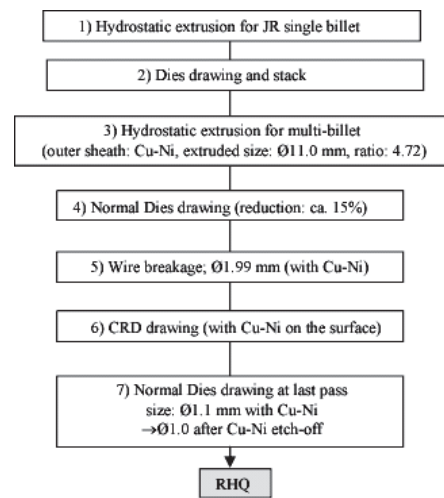 1) Hydrostatic extrusion for JR single billet
2) Dies drawing and stack
3) Hydrostatic extrusion for multi-billet
(outer sheath: Cu-Ni, extruded size: Ø11.0 mm, ratio: 4.72)
4) Normal Dies drawing (reduction: ca. 15%)
5) Wire breakage; Ø1.99 mm (with Cu-Ni)
6) CRD drawing (with Cu-Ni on the surface)
7) Normal Dies drawing at last pass
size: Ø1.1 mm with Cu-Ni
→Ø1.0 after Cu-Ni etch-off
RHQ